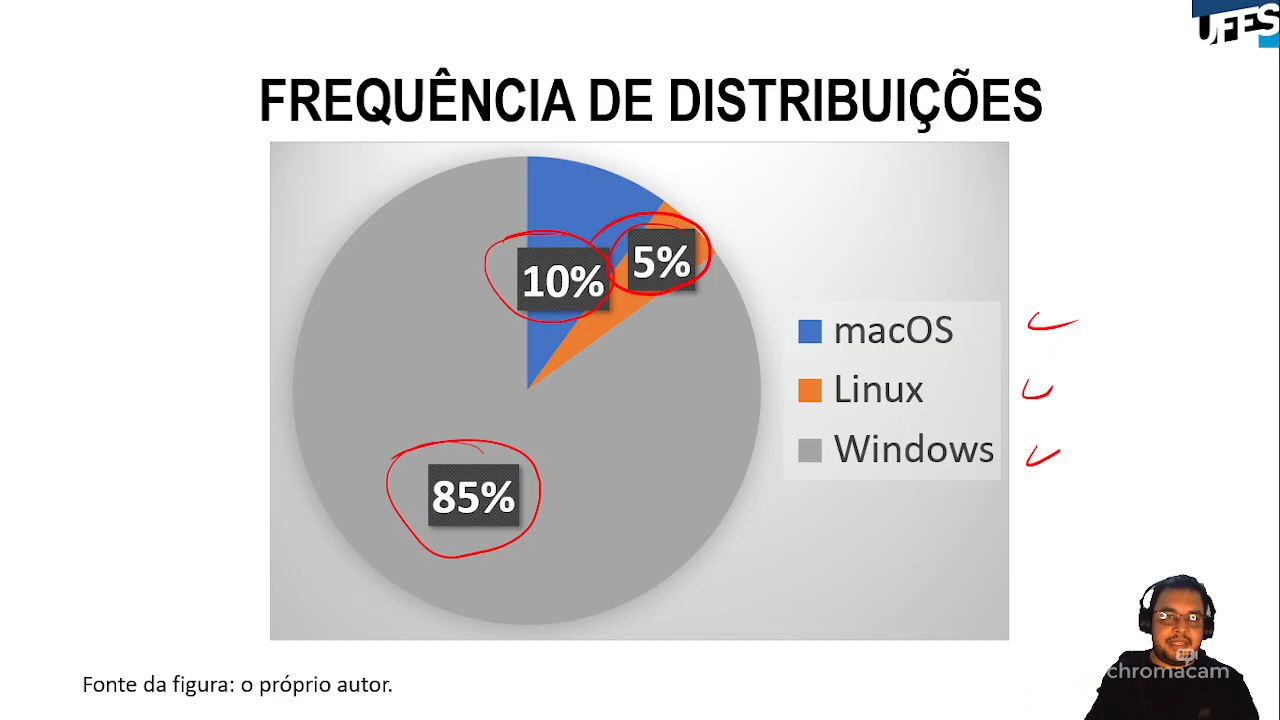 UFES
FREQUÊNCIA DE DISTRIBUIÇÕES
10%
5%
85%
macOS
Linux
Windows
Fonte da figura: o próprio autor.
chromacam